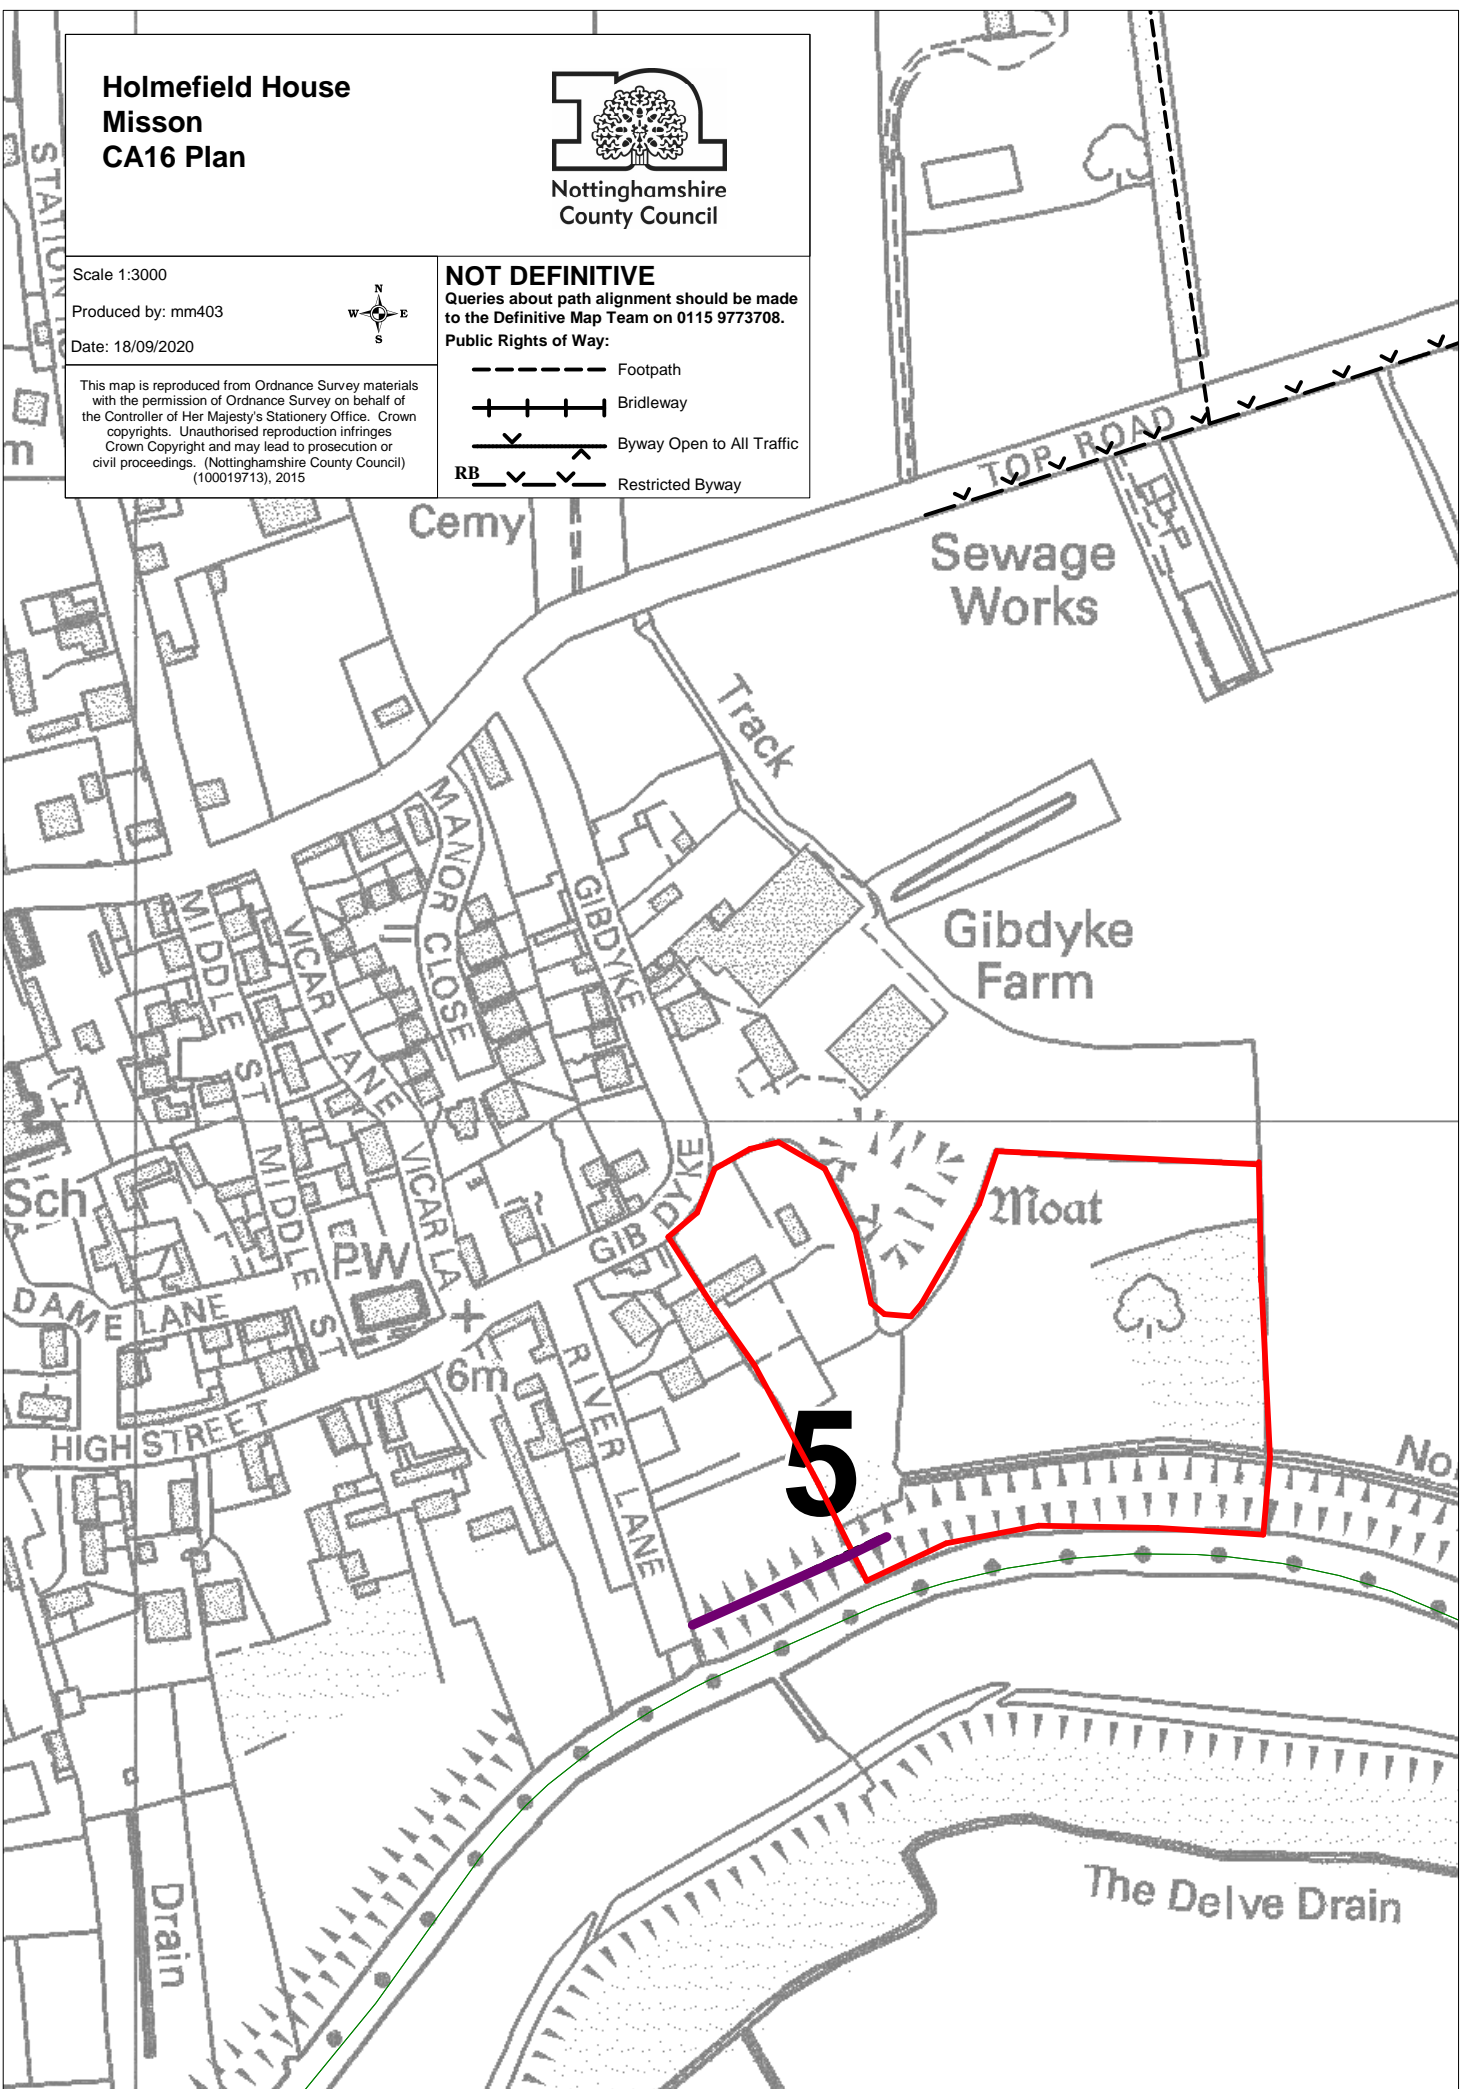 Holmefield House
Misson
CA16 Plan
Nottinghamshire
County Council
Scale 1:3000
Produced by: mm403
Date: 18/09/2020
N
W E
S
This map is reproduced from Ordnance Survey materials
with the permission of Ordnance Survey on behalf of
the Controller of Her Majesty's Stationery Office. Crown
copyrights. Unauthorised reproduction infringes
Crown Copyright and may lead to prosecution or
civil proceedings. (Nottinghamshire County Council)
(100019713), 2015
NOT DEFINITIVE
Queries about path alignment should be made
to the Definitive Map Team on 0115 9773708.
Public Rights of Way:
Footpath
Bridleway
Byway Open to All Traffic
RB
Restricted Byway
m
TOP ROAD
Cemy
Sewage
Works
Track
MANOR CLOSE
GIBDYKE
MIDDLE ST
VICAR LANE
Gibdyke
Farm
Sch
MIDDLE ST
VICAR LA
GIBDYKE
Moat
PW
DAME LANE
6m
HIGH STREET
RIVER LANE
5
No
The Delve Drain
Drain